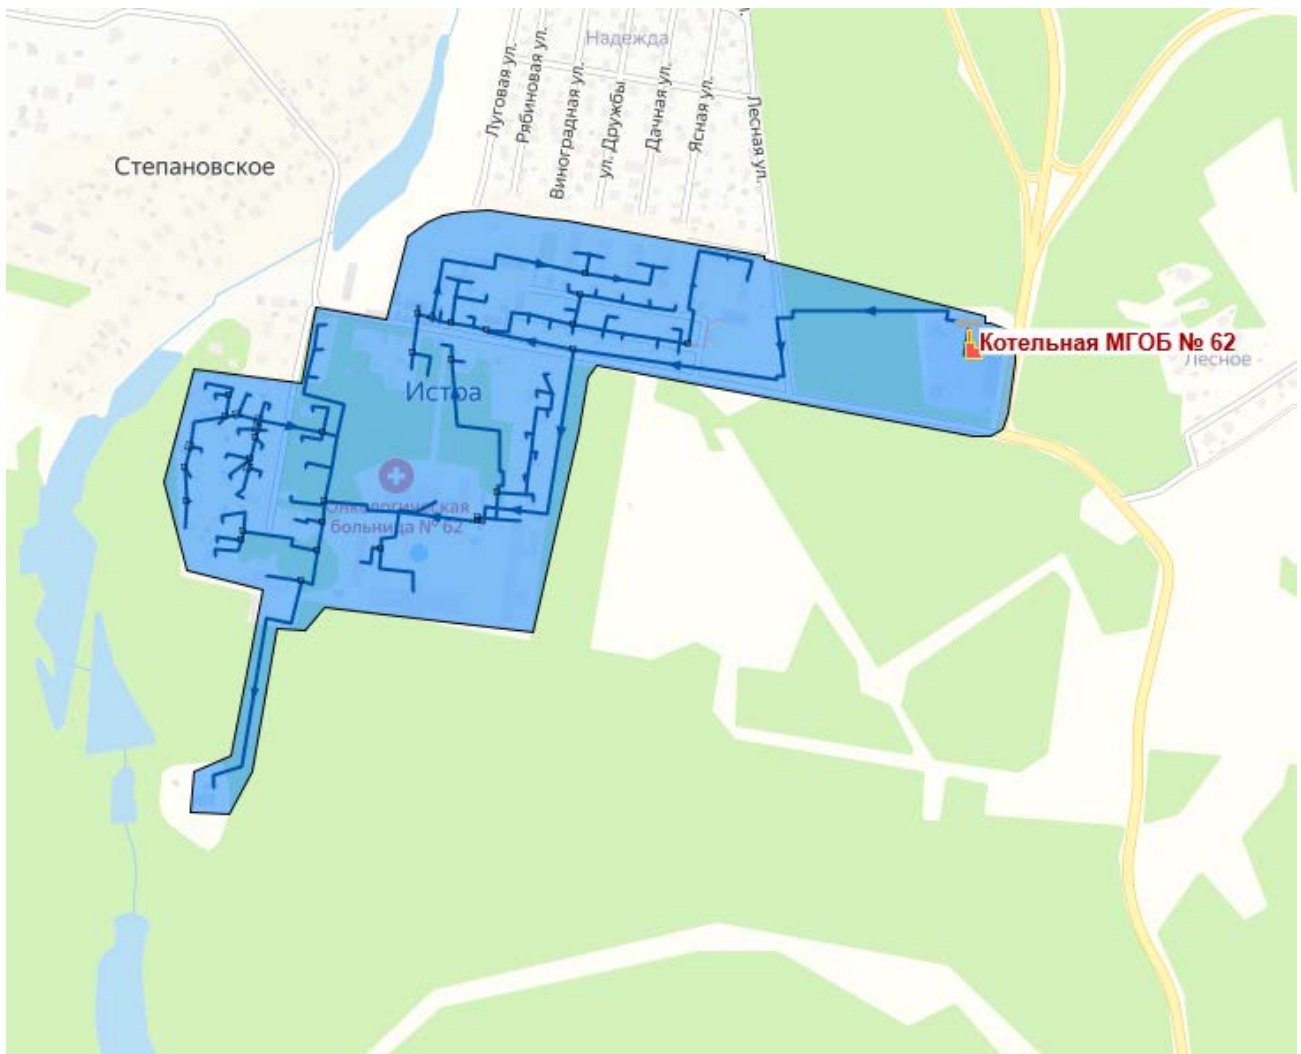 Надежда
Луговая ул.
Рябиновая ул.
Виноградная ул.
ул. Дружбы
Дачная ул.
Ясная ул.
Лесная ул.
Степановское
Котельная МГОБ № 62
Лесное
Истра
Онкологическая
больница № 62